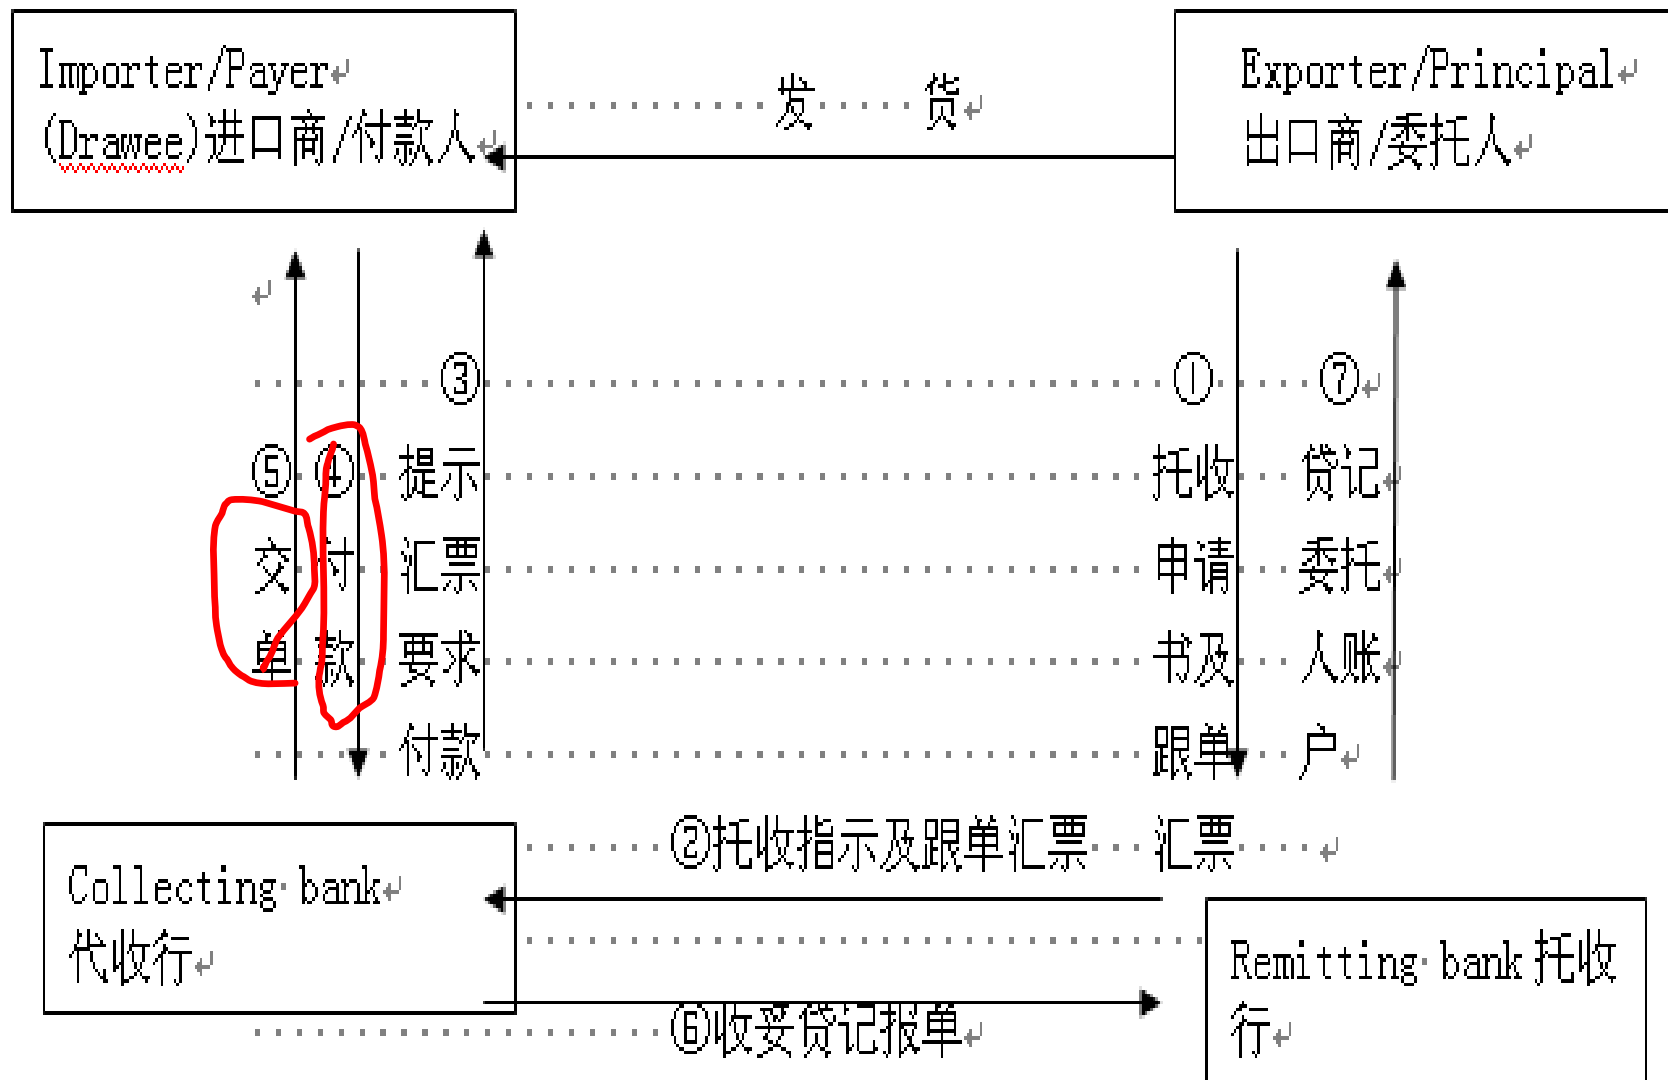 Importer/Payer
(Drawee)进口商/付款人
发 货
Exporter/Principal
出口商/委托人
⑤
交
单
④
付
款
③
提示
汇票
要求
付款
①
托收
申请
书及
跟单
汇票
⑦
贷记
委托
人账
户
②托收指示及跟单汇票
Collecting bank
代收行
Remitting bank 托收
行
⑥收妥贷记报单